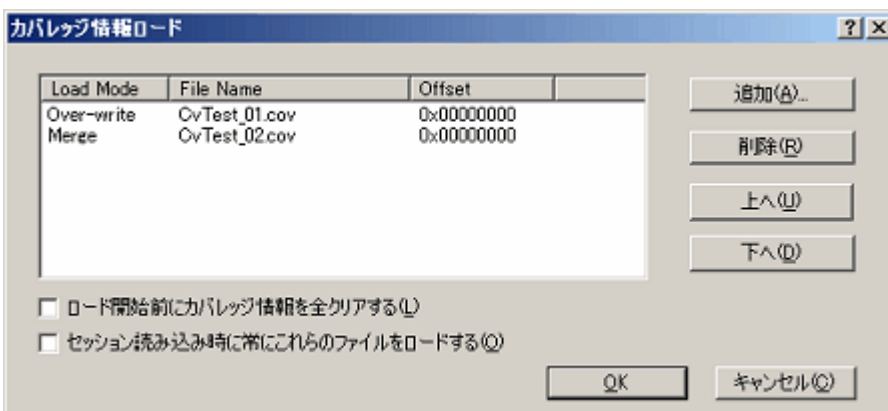 カバレッジ情報ロード
Load Mode File Name Offset
Over-write CvTest_01.cov 0x00000000
Merge CvTest_02.cov 0x00000000
追加(A)...
削除(R)
上へ(U)
下へ(D)
ロード開始前にカバレッジ情報を全クリアする(L)
セッション読み込み時に常にこれらのファイルをロードする(O)
OK キャンセル(C)